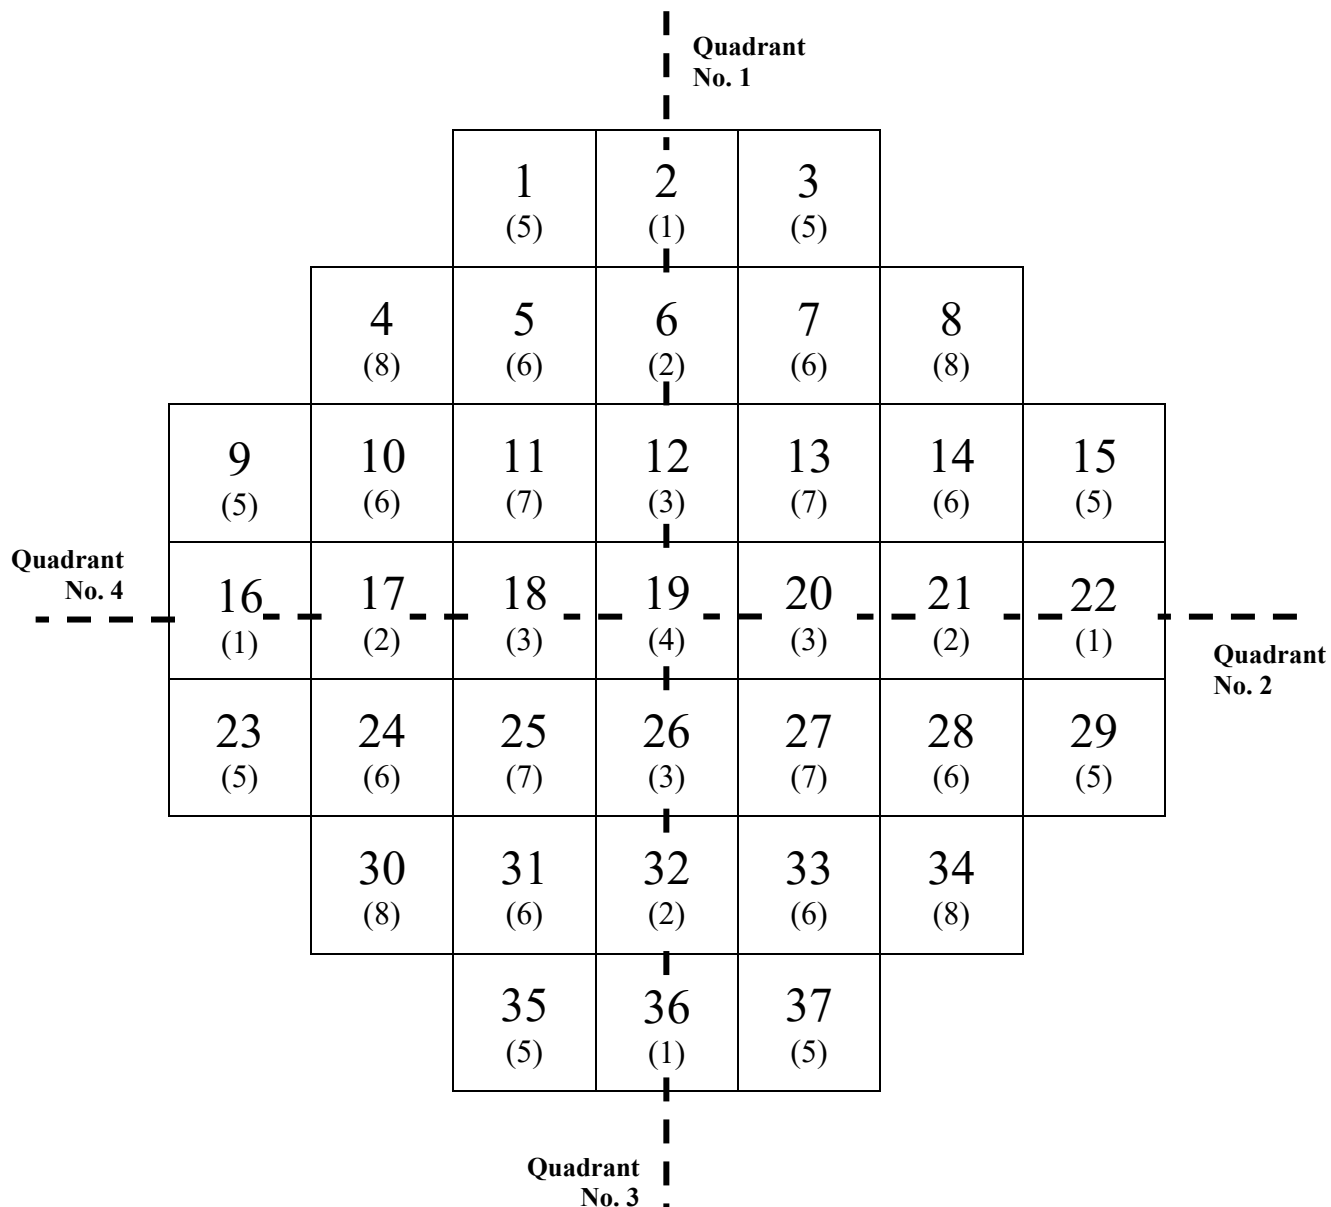 Quadrant
No. 1
1 2 3
(5) (1) (5)
4 5 6 7 8
(8) (6) (2) (6) (8)
9 10 11 12 13 14 15
(5) (6) (7) (3) (7) (6) (5)
Quadrant
No. 4
16 17 18 19 20 21 22
(1) (2) (3) (4) (3) (2) (1)
Quadrant
No. 2
23 24 25 26 27 28 29
(5) (6) (7) (3) (7) (6) (5)
30 31 32 33 34
(8) (6) (2) (6) (8)
35 36 37
(5) (1) (5)
Quadrant
No. 3